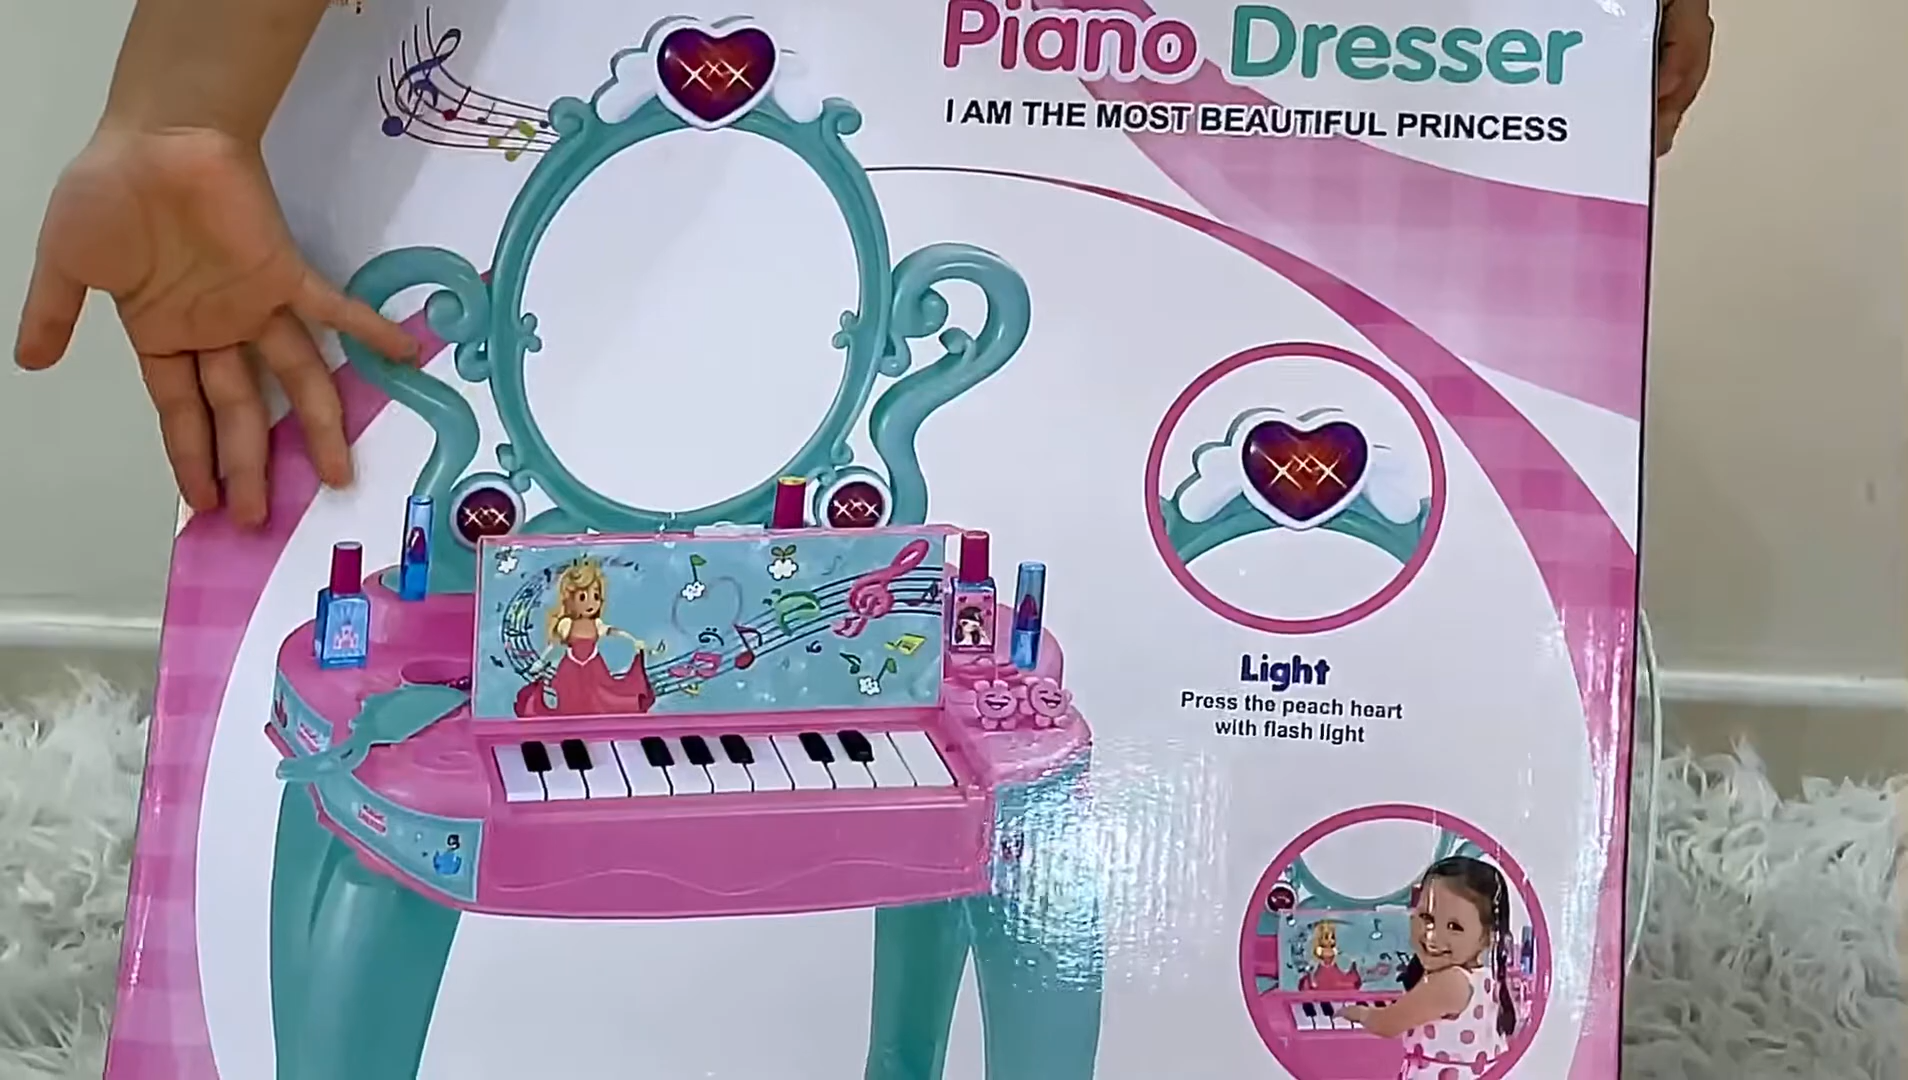 Piano Dresser
I AM THE MOST BEAUTIFUL PRINCESS
Light
Press the peach heart
with flash light